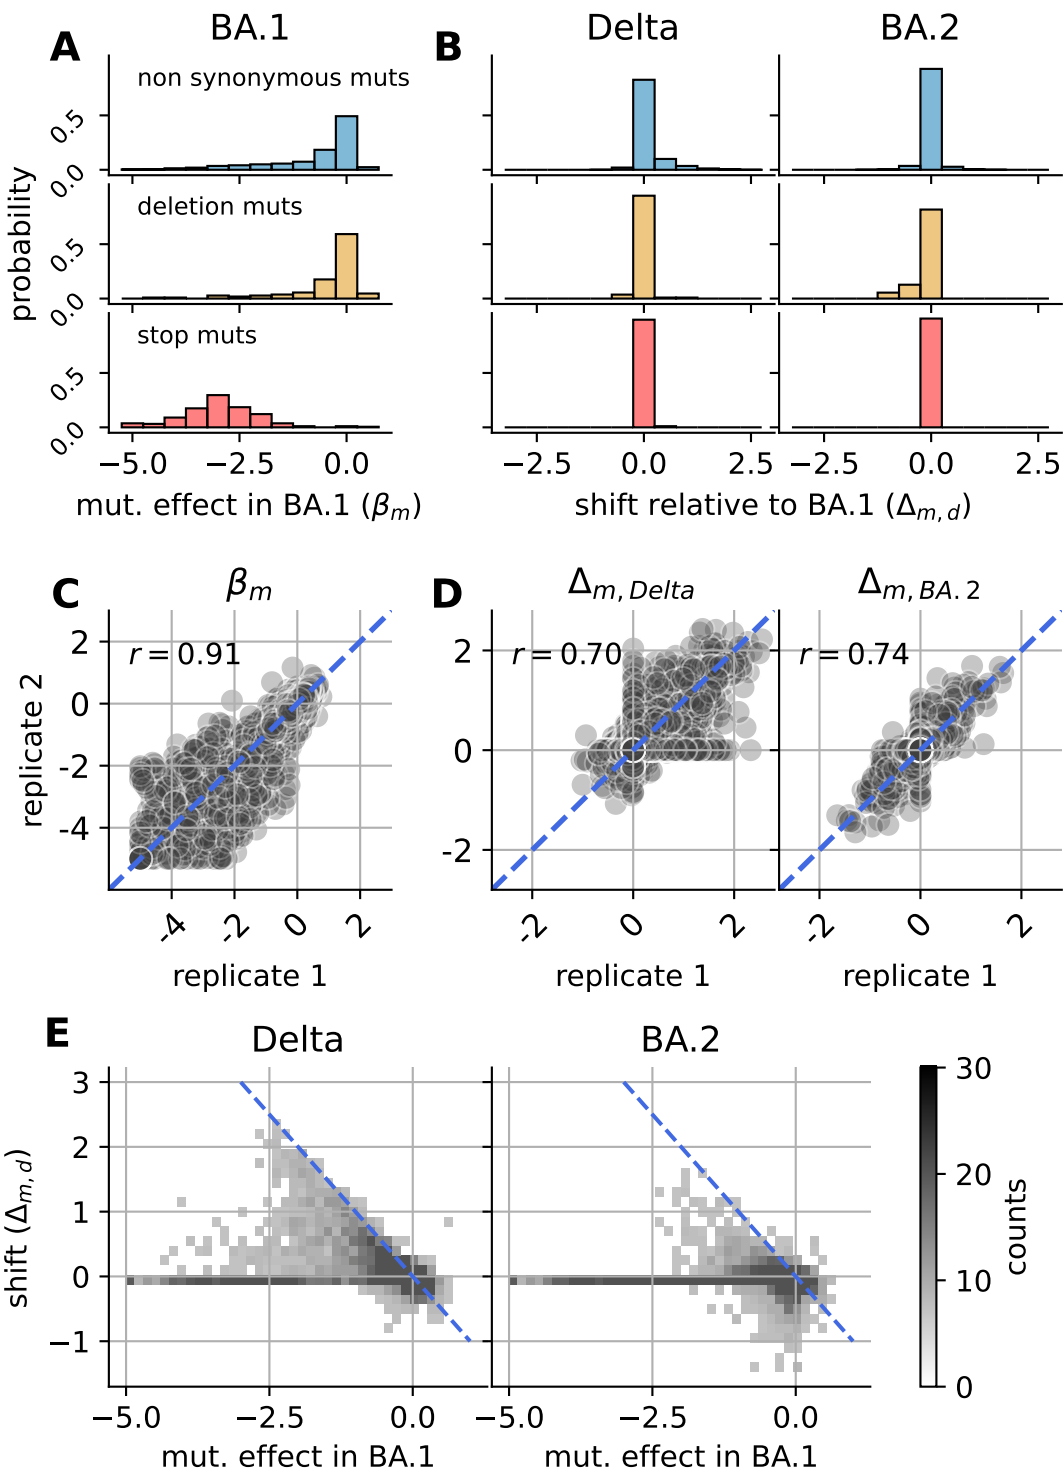 A BA.1 B Delta BA.2
non synonymous muts
0.5
0.0
deletion muts
0.5
0.0
stop muts
0.5
0.0
probability
−5.0 −2.5 0.0 −2.5 0.0 2.5 −2.5 0.0 2.5
mut. effect in BA.1 (βm) shift relative to BA.1 (Δm, d)
C βm D Δm, Delta Δm, BA.2
r = 0.91 r = 0.70 r = 0.74
2
0
-2
-4
replicate 2
2
0
-2
-4 -2 0 2 -2 0 2 -2 0 2
replicate 1 replicate 1 replicate 1
E Delta BA.2
3
2
1
0
−1
shift (Δm, d)
30
20
10
0
counts
−5.0 −2.5 0.0 −5.0 −2.5 0.0
mut. effect in BA.1 mut. effect in BA.1